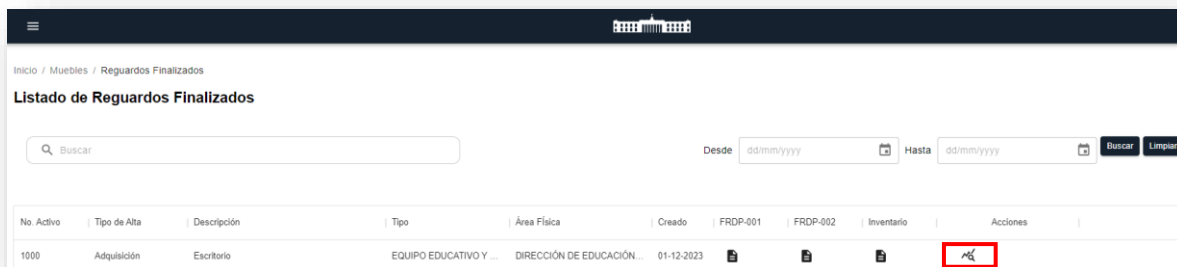 Inicio / Muebles / Reguardos Finalizados
Listado de Reguardos Finalizados
Buscar Desde dd/mm/yyyy Hasta dd/mm/yyyy Buscar Limpiar
No. Activo Tipo de Alta Descripción Tipo Área Física Creado FRDP-001 FRDP-002 Inventario Acciones
1000 Adquisición Escritorio EQUIPO EDUCATIVO Y ... DIRECCIÓN DE EDUCACIÓN... 01-12-2023